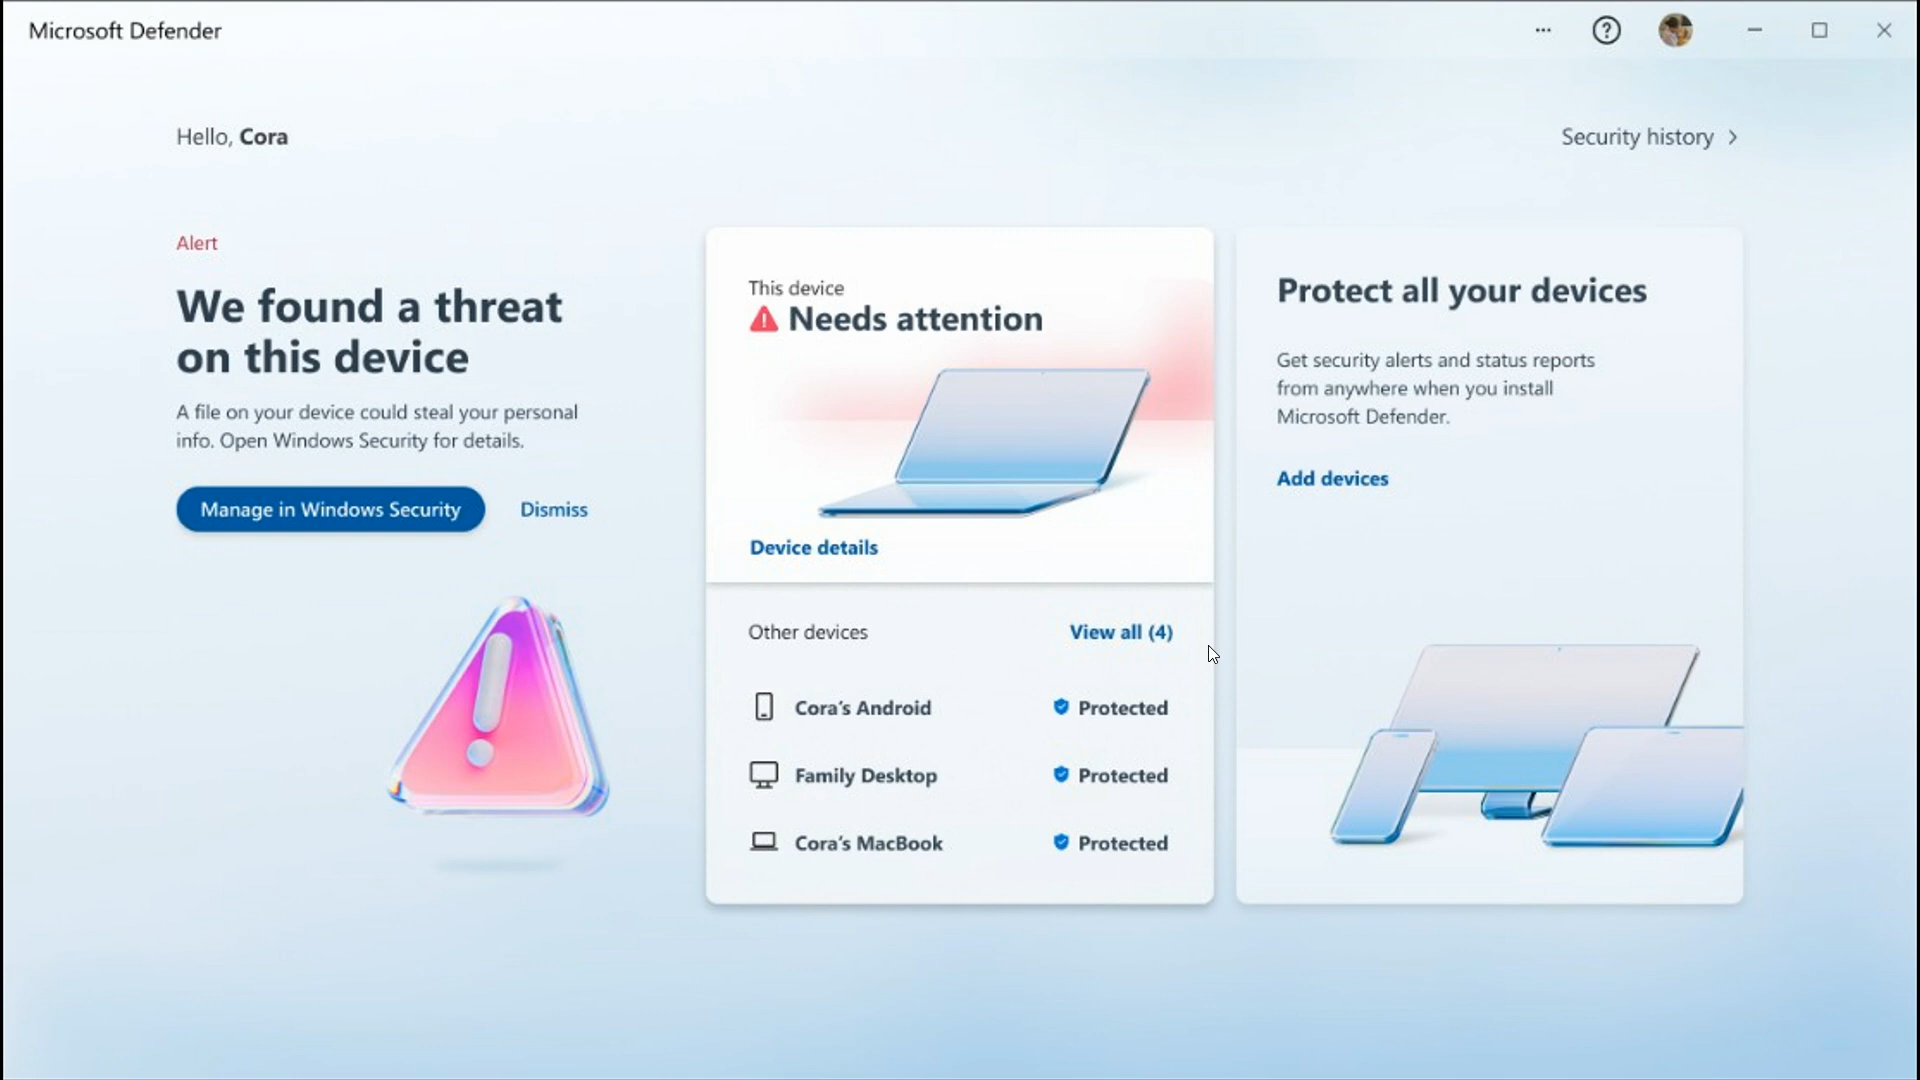 Microsoft Defender
Hello, Cora
Security history
Alert
We found a threat
on this device
A file on your device could steal your personal
info. Open Windows Security for details.
Manage in Windows Security
Dismiss
This device
Needs attention
Device details
Other devices
View all (4)
Cora's Android
Protected
Family Desktop
Protected
Cora's MacBook
Protected
Protect all your devices
Get security alerts and status reports
from anywhere when you install
Microsoft Defender.
Add devices